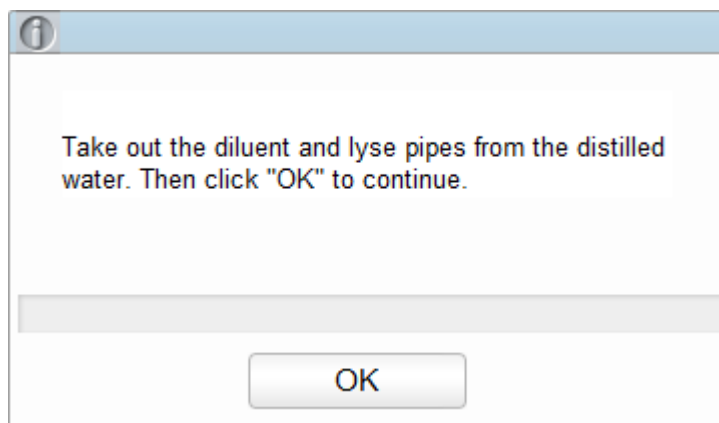 Take out the diluent and lyse pipes from the distilled
water. Then click "OK" to continue.
OK